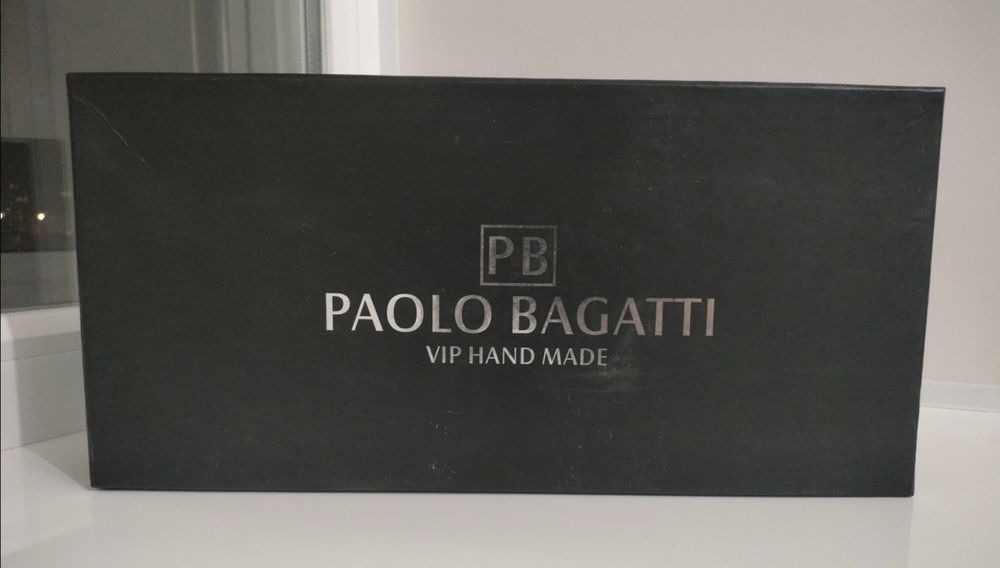 PB
PAOLO BAGATTI
VIP HAND MADE